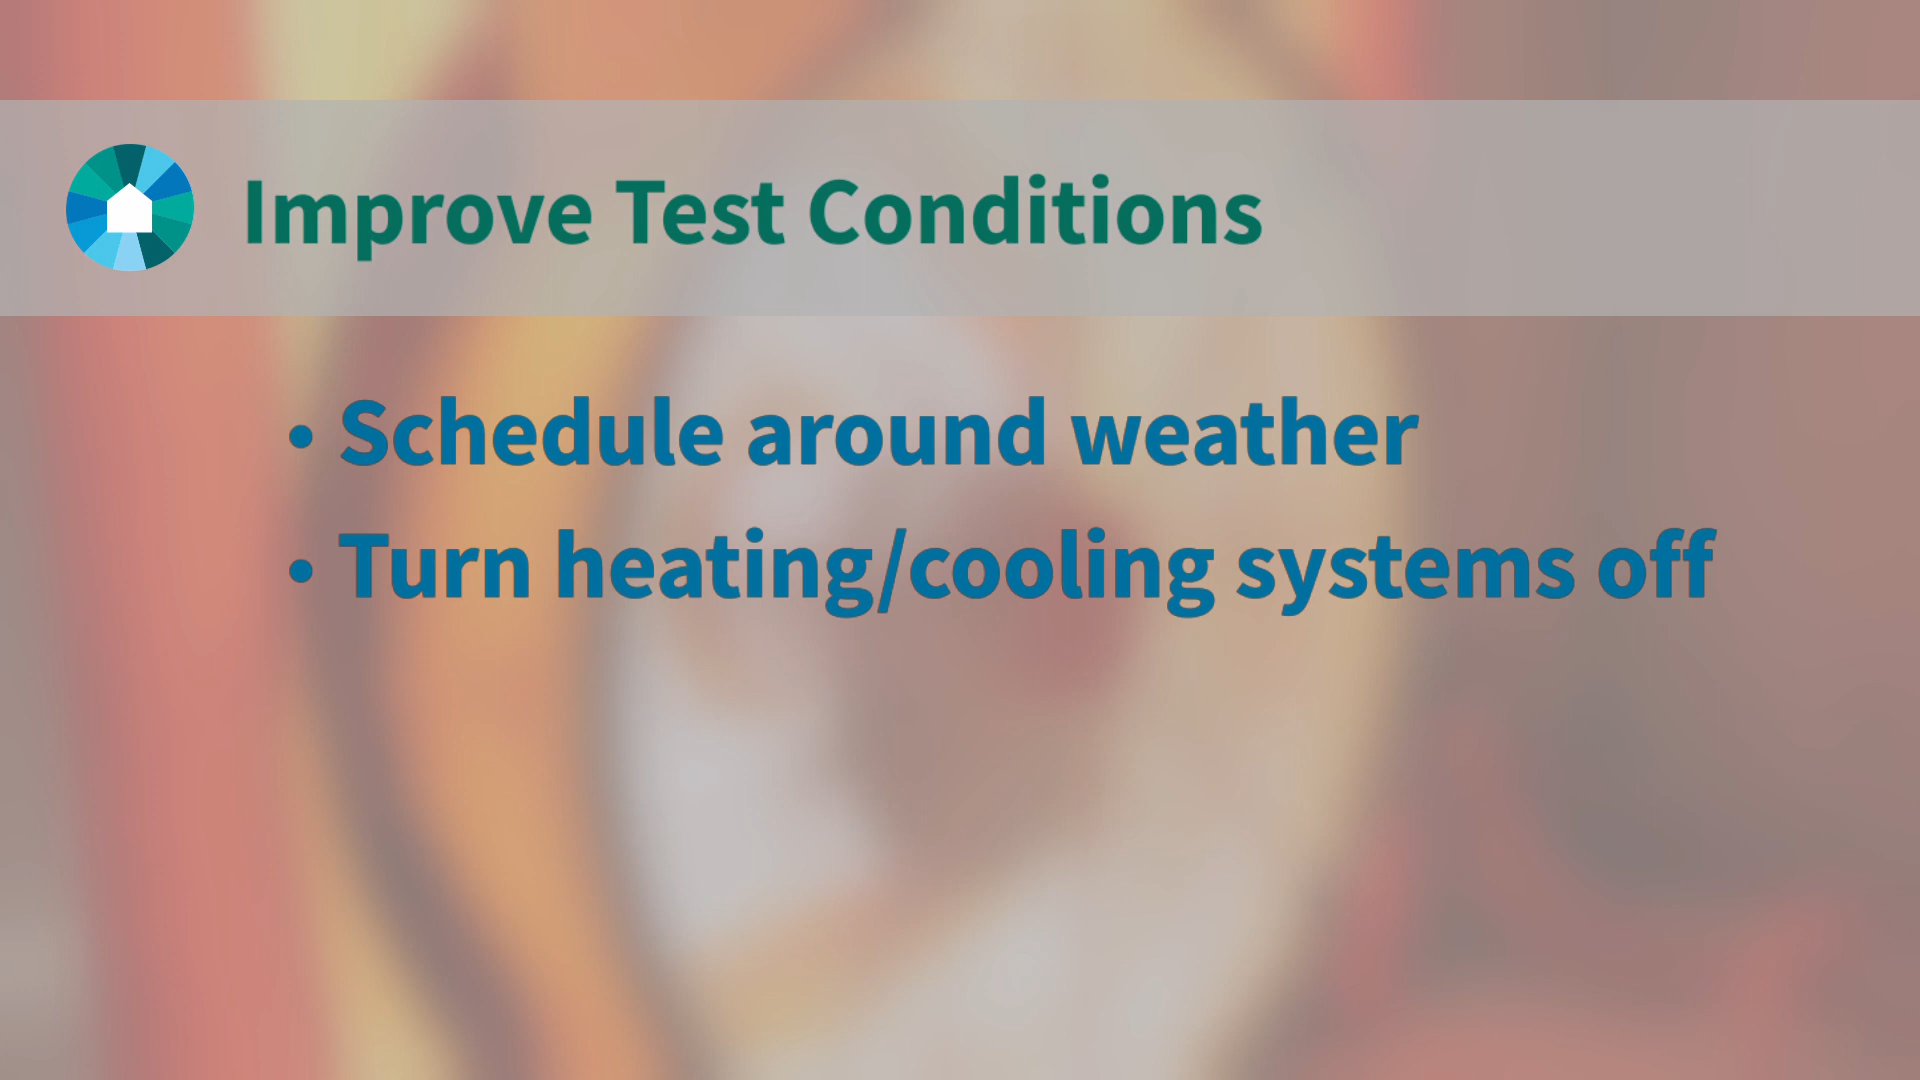 Improve Test Conditions
• Schedule around weather
• Turn heating/cooling systems off